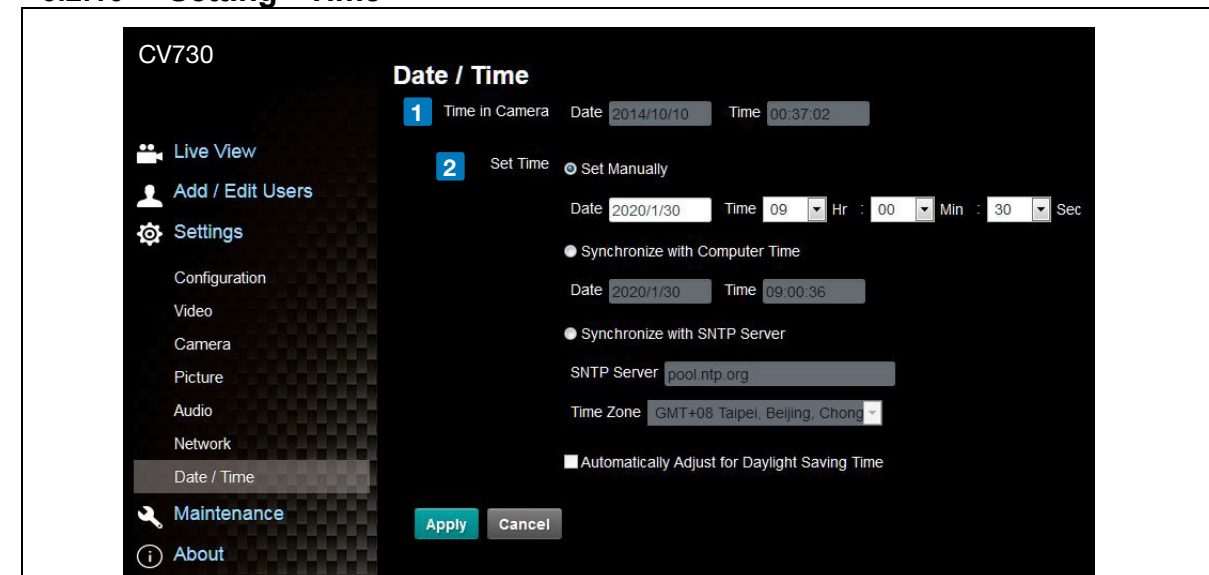 CV730
Date / Time
1 Time in Camera Date 2014/10/10 Time 00:37:02
Live View
Add / Edit Users
Settings
Configuration
Video
Camera
Picture
Audio
Network
Date / Time
Maintenance
About
2 Set Time Set Manually
Date 2020/1/30 Time 09 Hr : 00 Min : 30 Sec
Synchronize with Computer Time
Date 2020/1/30 Time 09:00:36
Synchronize with SNTP Server
SNTP Server pool.ntp.org
Time Zone GMT+08 Taipei, Beijing, Chong
Automatically Adjust for Daylight Saving Time
Apply Cancel